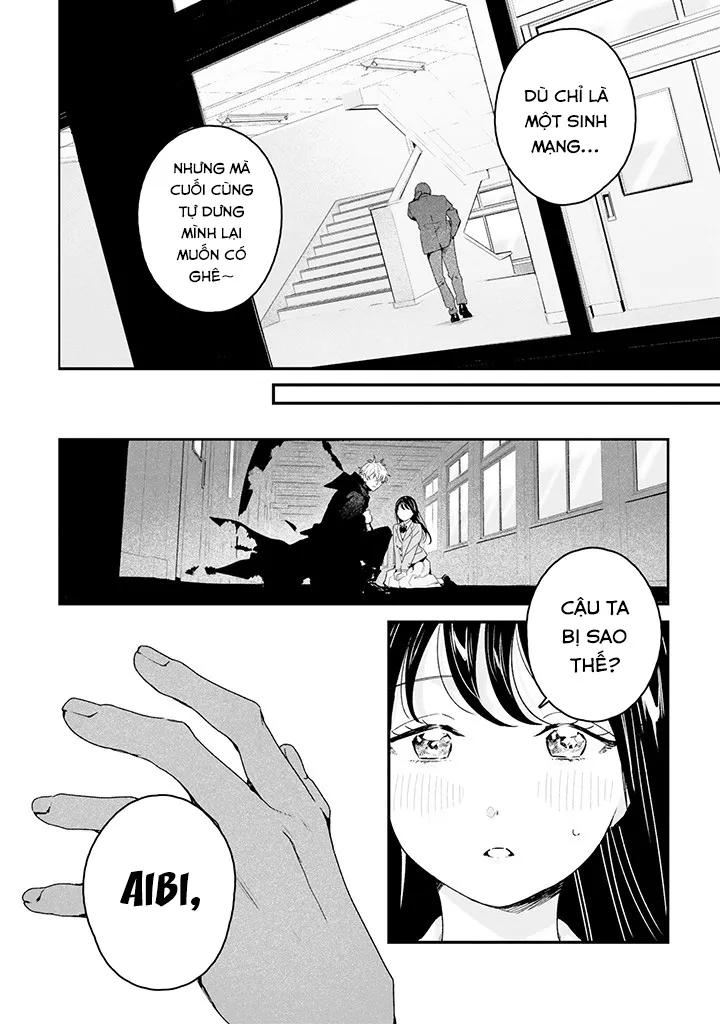 DÙ CHỈ LÀ
MỘT SINH
MẠNG...
NHƯNG MÀ
CUỐI CÙNG
TỰ DƯNG
MÌNH LẠI
MUỐN CÓ
GHÊ~
CẬU TA
BỊ SAO
THẾ?
AIBI,